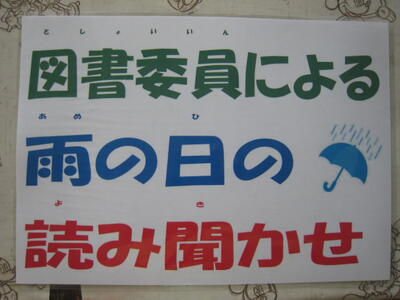 としょいいん
図書委員による
あめ ひ
雨の日の
よ き
読み聞かせ